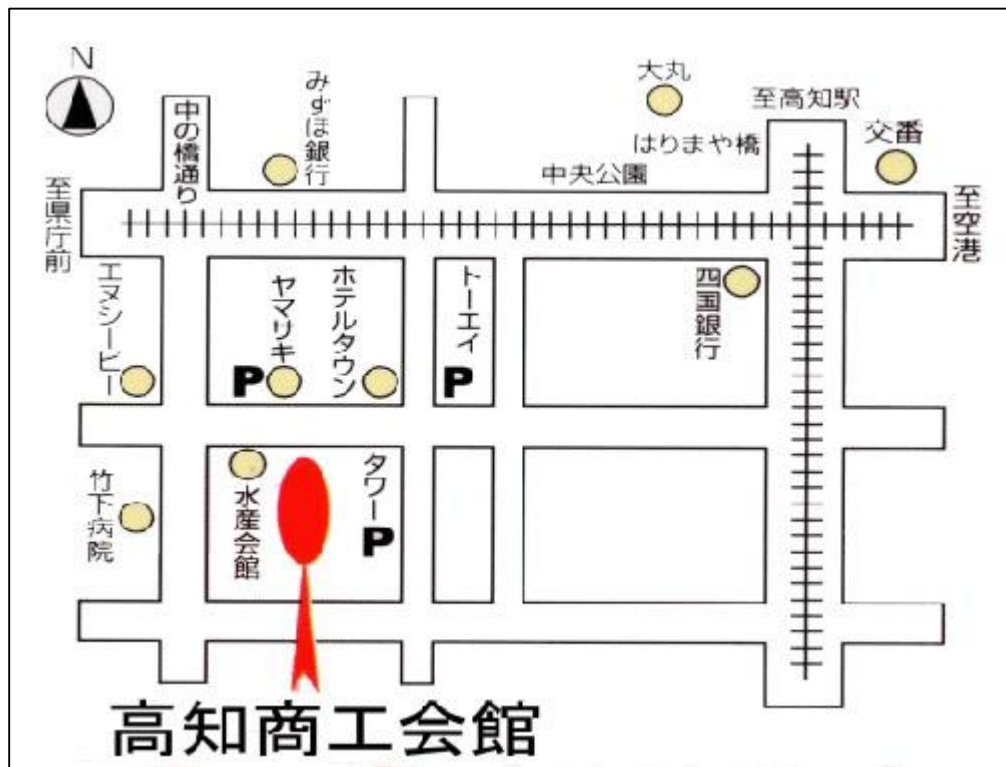 N
大丸
至高知駅
交番
はりまや橋
中央公園
みずほ銀行
中の橋通り
至県庁前
至空港
エヌシービー
ヤマリキ
P
ホテルタウン
トーエイ
P
四国銀行
竹下病院
水産会館
タワー
P
高知商工会館